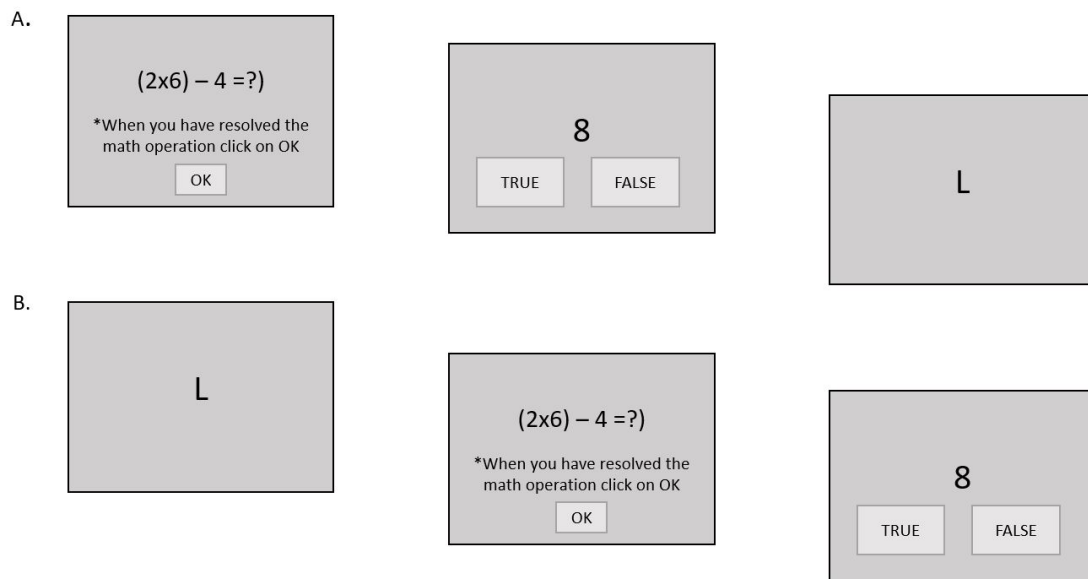 A.
(2x6) – 4 =?)
*When you have resolved the
math operation click on OK
OK
8
TRUE FALSE
L
B.
L
(2x6) – 4 =?)
*When you have resolved the
math operation click on OK
OK
8
TRUE FALSE